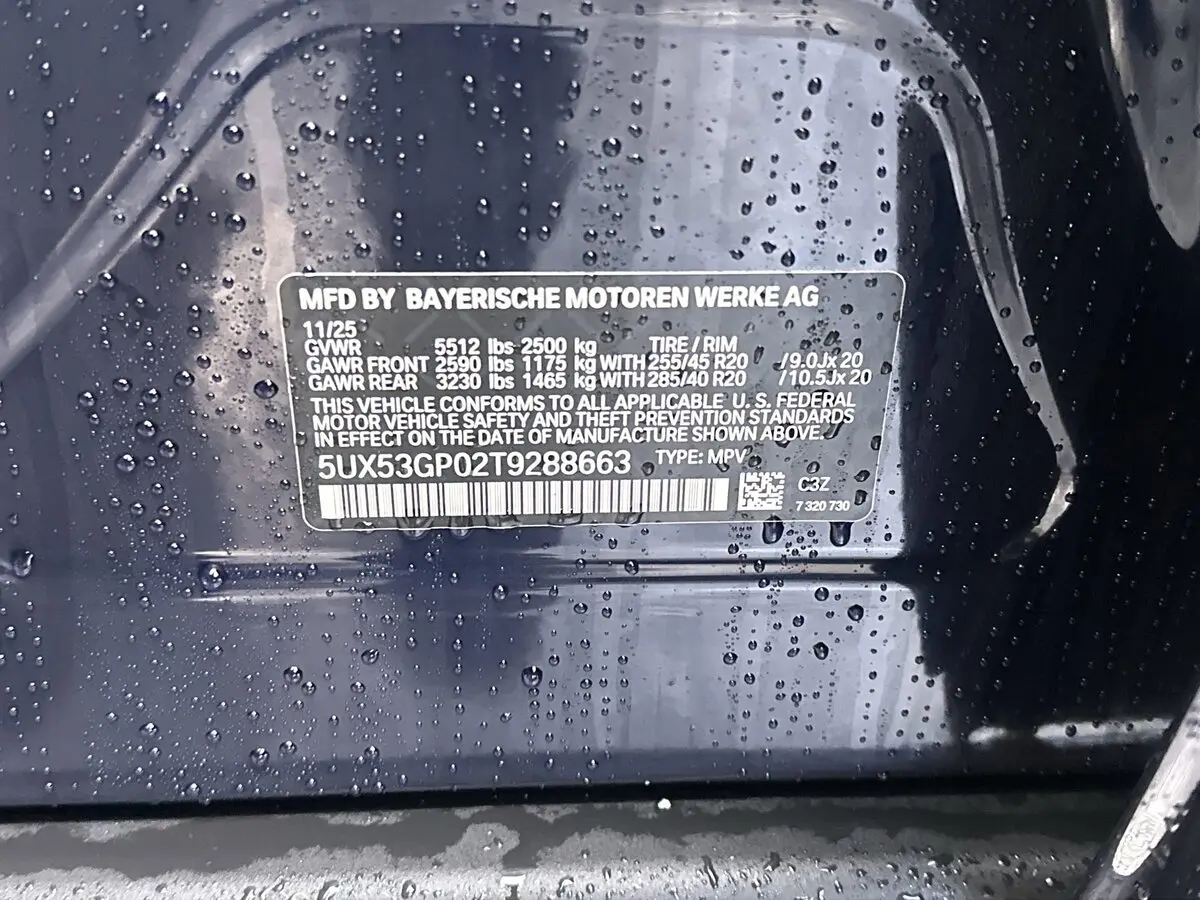 MFD BY BAYERISCHE MOTOREN WERKE AG
11/25
GVWR 5512 lbs 2500 kg TIRE / RIM
GAWR FRONT 2590 lbs 1175 kg WITH 255/45 R20 /9.0Jx20
GAWR REAR 3230 lbs 1465 kg WITH 285/40 R20 /10.5Jx20
THIS VEHICLE CONFORMS TO ALL APPLICABLE U.S. FEDERAL
MOTOR VEHICLE SAFETY AND THEFT PREVENTION STANDARDS
IN EFFECT ON THE DATE OF MANUFACTURE SHOWN ABOVE.
5UX53GP02T9288663 TYPE: MPV
C3Z
7 320 730